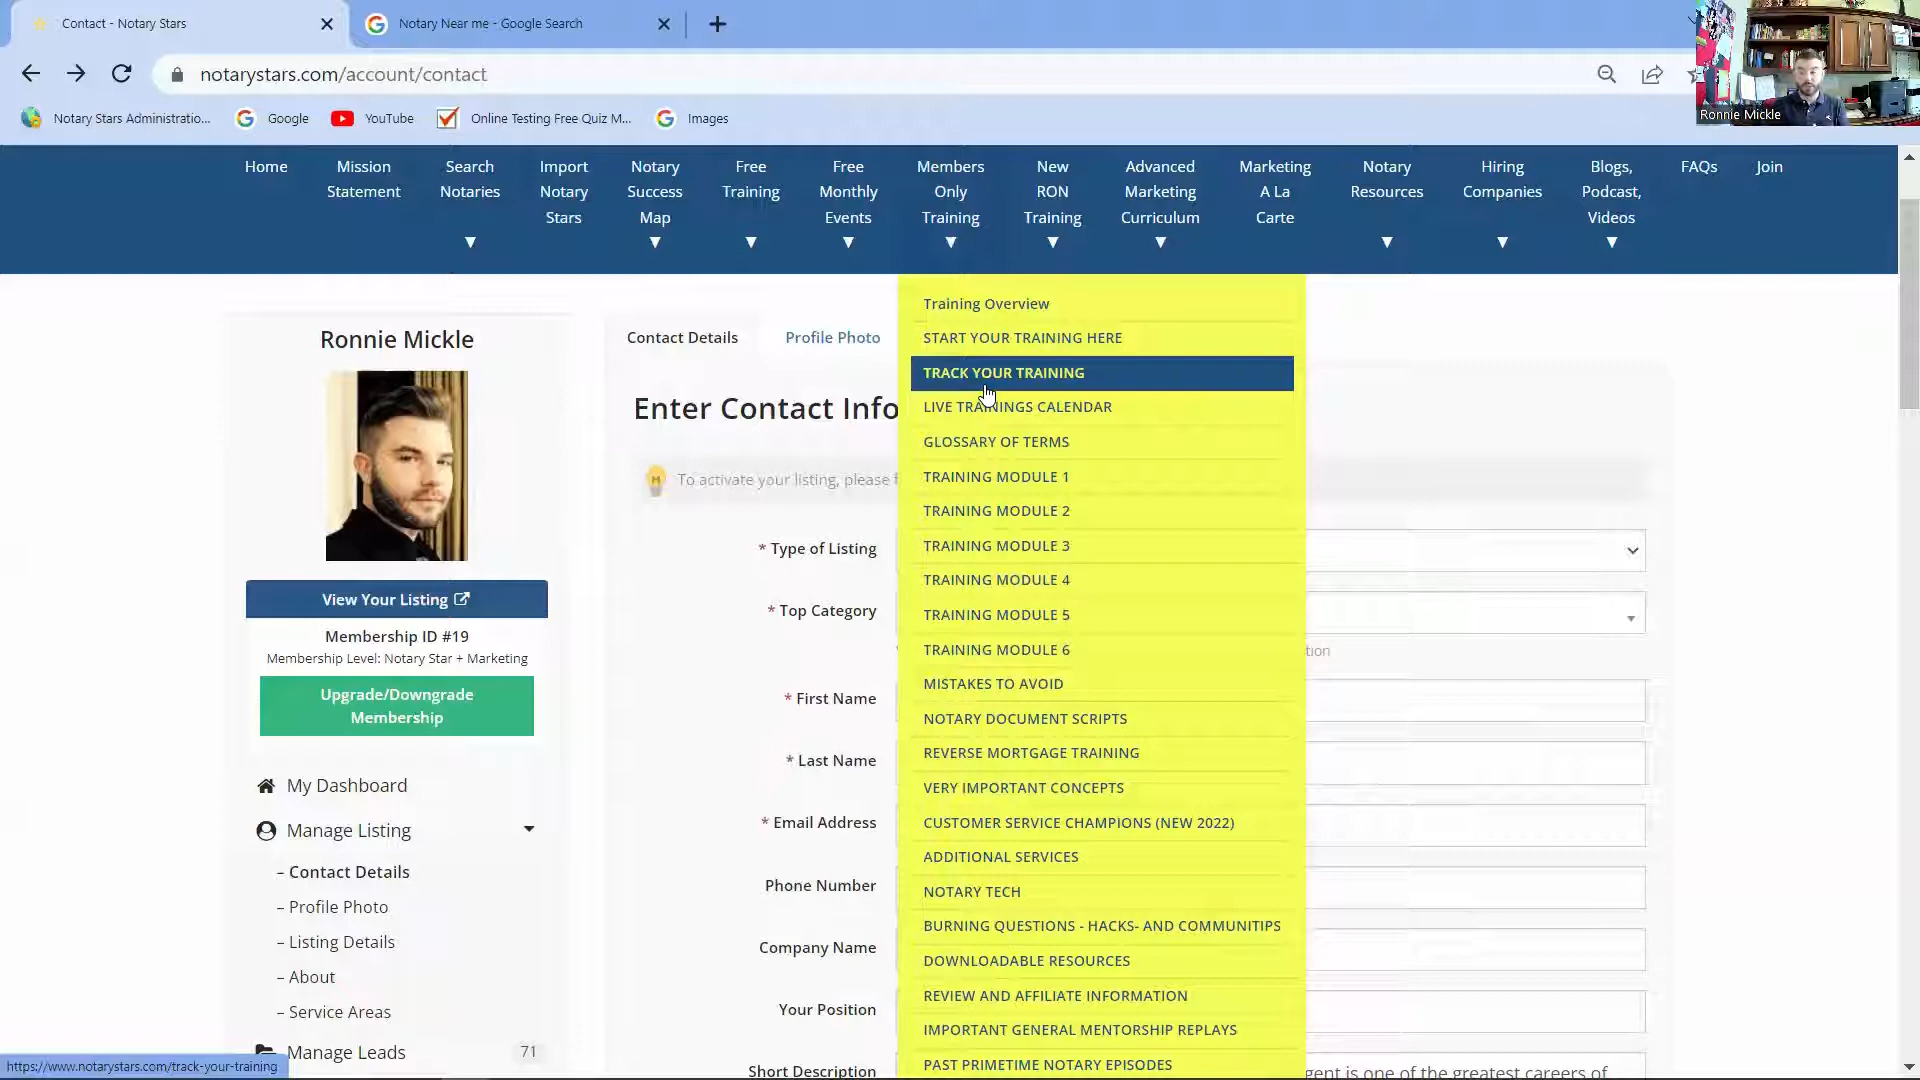 Contact - Notary Stars
Notary Near me - Google Search
notarystars.com/account/contact
Notary Stars Administratio...
Google
YouTube
Online Testing Free Quiz M...
Images
Ronnie Mickle
Home
Mission
Statement
Search
Notaries
Import
Notary
Stars
Notary
Success
Map
Free
Training
Free
Monthly
Events
Members
Only
Training
New
RON
Training
Advanced
Marketing
Curriculum
Marketing
A La
Carte
Notary
Resources
Hiring
Companies
Blogs,
Podcast,
Videos
FAQs
Join
Ronnie Mickle
View Your Listing
Membership ID #19
Membership Level: Notary Star + Marketing
Upgrade/Downgrade
Membership
My Dashboard
Manage Listing
– Contact Details
– Profile Photo
– Listing Details
– About
– Service Areas
Manage Leads 71
https://www.notarystars.com/track-your-training
Contact Details
Profile Photo
Enter Contact Info
To activate your listing, please
* Type of Listing
* Top Category
tion
* First Name
* Last Name
* Email Address
Phone Number
Company Name
Your Position
Short Description
gent is one of the greatest careers of
Training Overview
START YOUR TRAINING HERE
TRACK YOUR TRAINING
LIVE TRAININGS CALENDAR
GLOSSARY OF TERMS
TRAINING MODULE 1
TRAINING MODULE 2
TRAINING MODULE 3
TRAINING MODULE 4
TRAINING MODULE 5
TRAINING MODULE 6
MISTAKES TO AVOID
NOTARY DOCUMENT SCRIPTS
REVERSE MORTGAGE TRAINING
VERY IMPORTANT CONCEPTS
CUSTOMER SERVICE CHAMPIONS (NEW 2022)
ADDITIONAL SERVICES
NOTARY TECH
BURNING QUESTIONS - HACKS- AND COMMUNITIPS
DOWNLOADABLE RESOURCES
REVIEW AND AFFILIATE INFORMATION
IMPORTANT GENERAL MENTORSHIP REPLAYS
PAST PRIMETIME NOTARY EPISODES